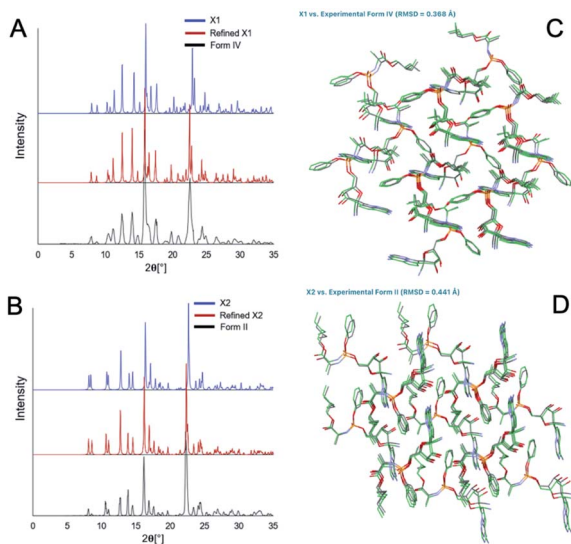 A
X1
Refined X1
Form IV
Intensity
0 5 10 15 20 25 30 35
2θ[°]
B
X2
Refined X2
Form II
Intensity
0 5 10 15 20 25 30 35
2θ[°]
X1 vs. Experimental Form IV (RMSD = 0.368 Å)
C
X2 vs. Experimental Form II (RMSD = 0.441 Å)
D